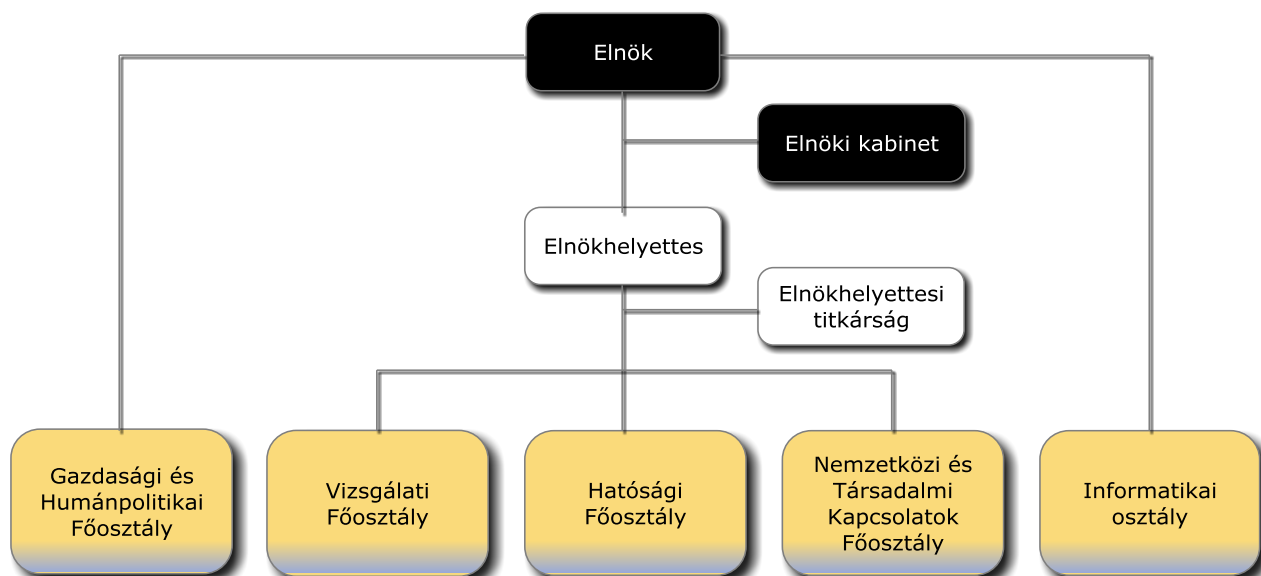 Elnök
Elnöki kabinet
Elnökhelyettes
Elnökhelyettesi
titkárság
Gazdasági és
Humánpolitikai
Főosztály
Vizsgálati
Főosztály
Hatósági
Főosztály
Nemzetközi és
Társadalmi
Kapcsolatok
Főosztály
Informatikai
osztály